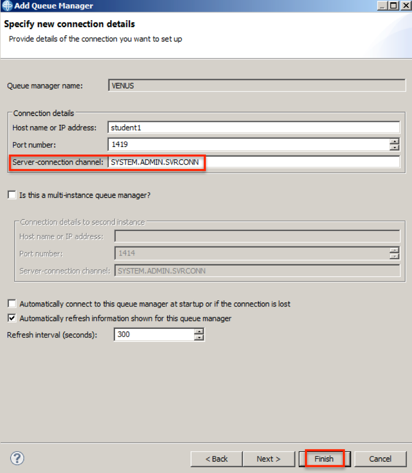 Add Queue Manager
Specify new connection details
Provide details of the connection you want to set up
Queue manager name: VENUS
Connection details
Host name or IP address: student1
Port number: 1419
Server-connection channel: SYSTEM.ADMIN.SVRCONN
Is this a multi-instance queue manager?
Connection details to second instance
Host name or IP address:
Port number: 1414
Server-connection channel: SYSTEM.ADMIN.SVRCONN
Automatically connect to this queue manager at startup or if the connection is lost
Automatically refresh information shown for this queue manager
Refresh interval (seconds): 300
? < Back Next > Finish Cancel